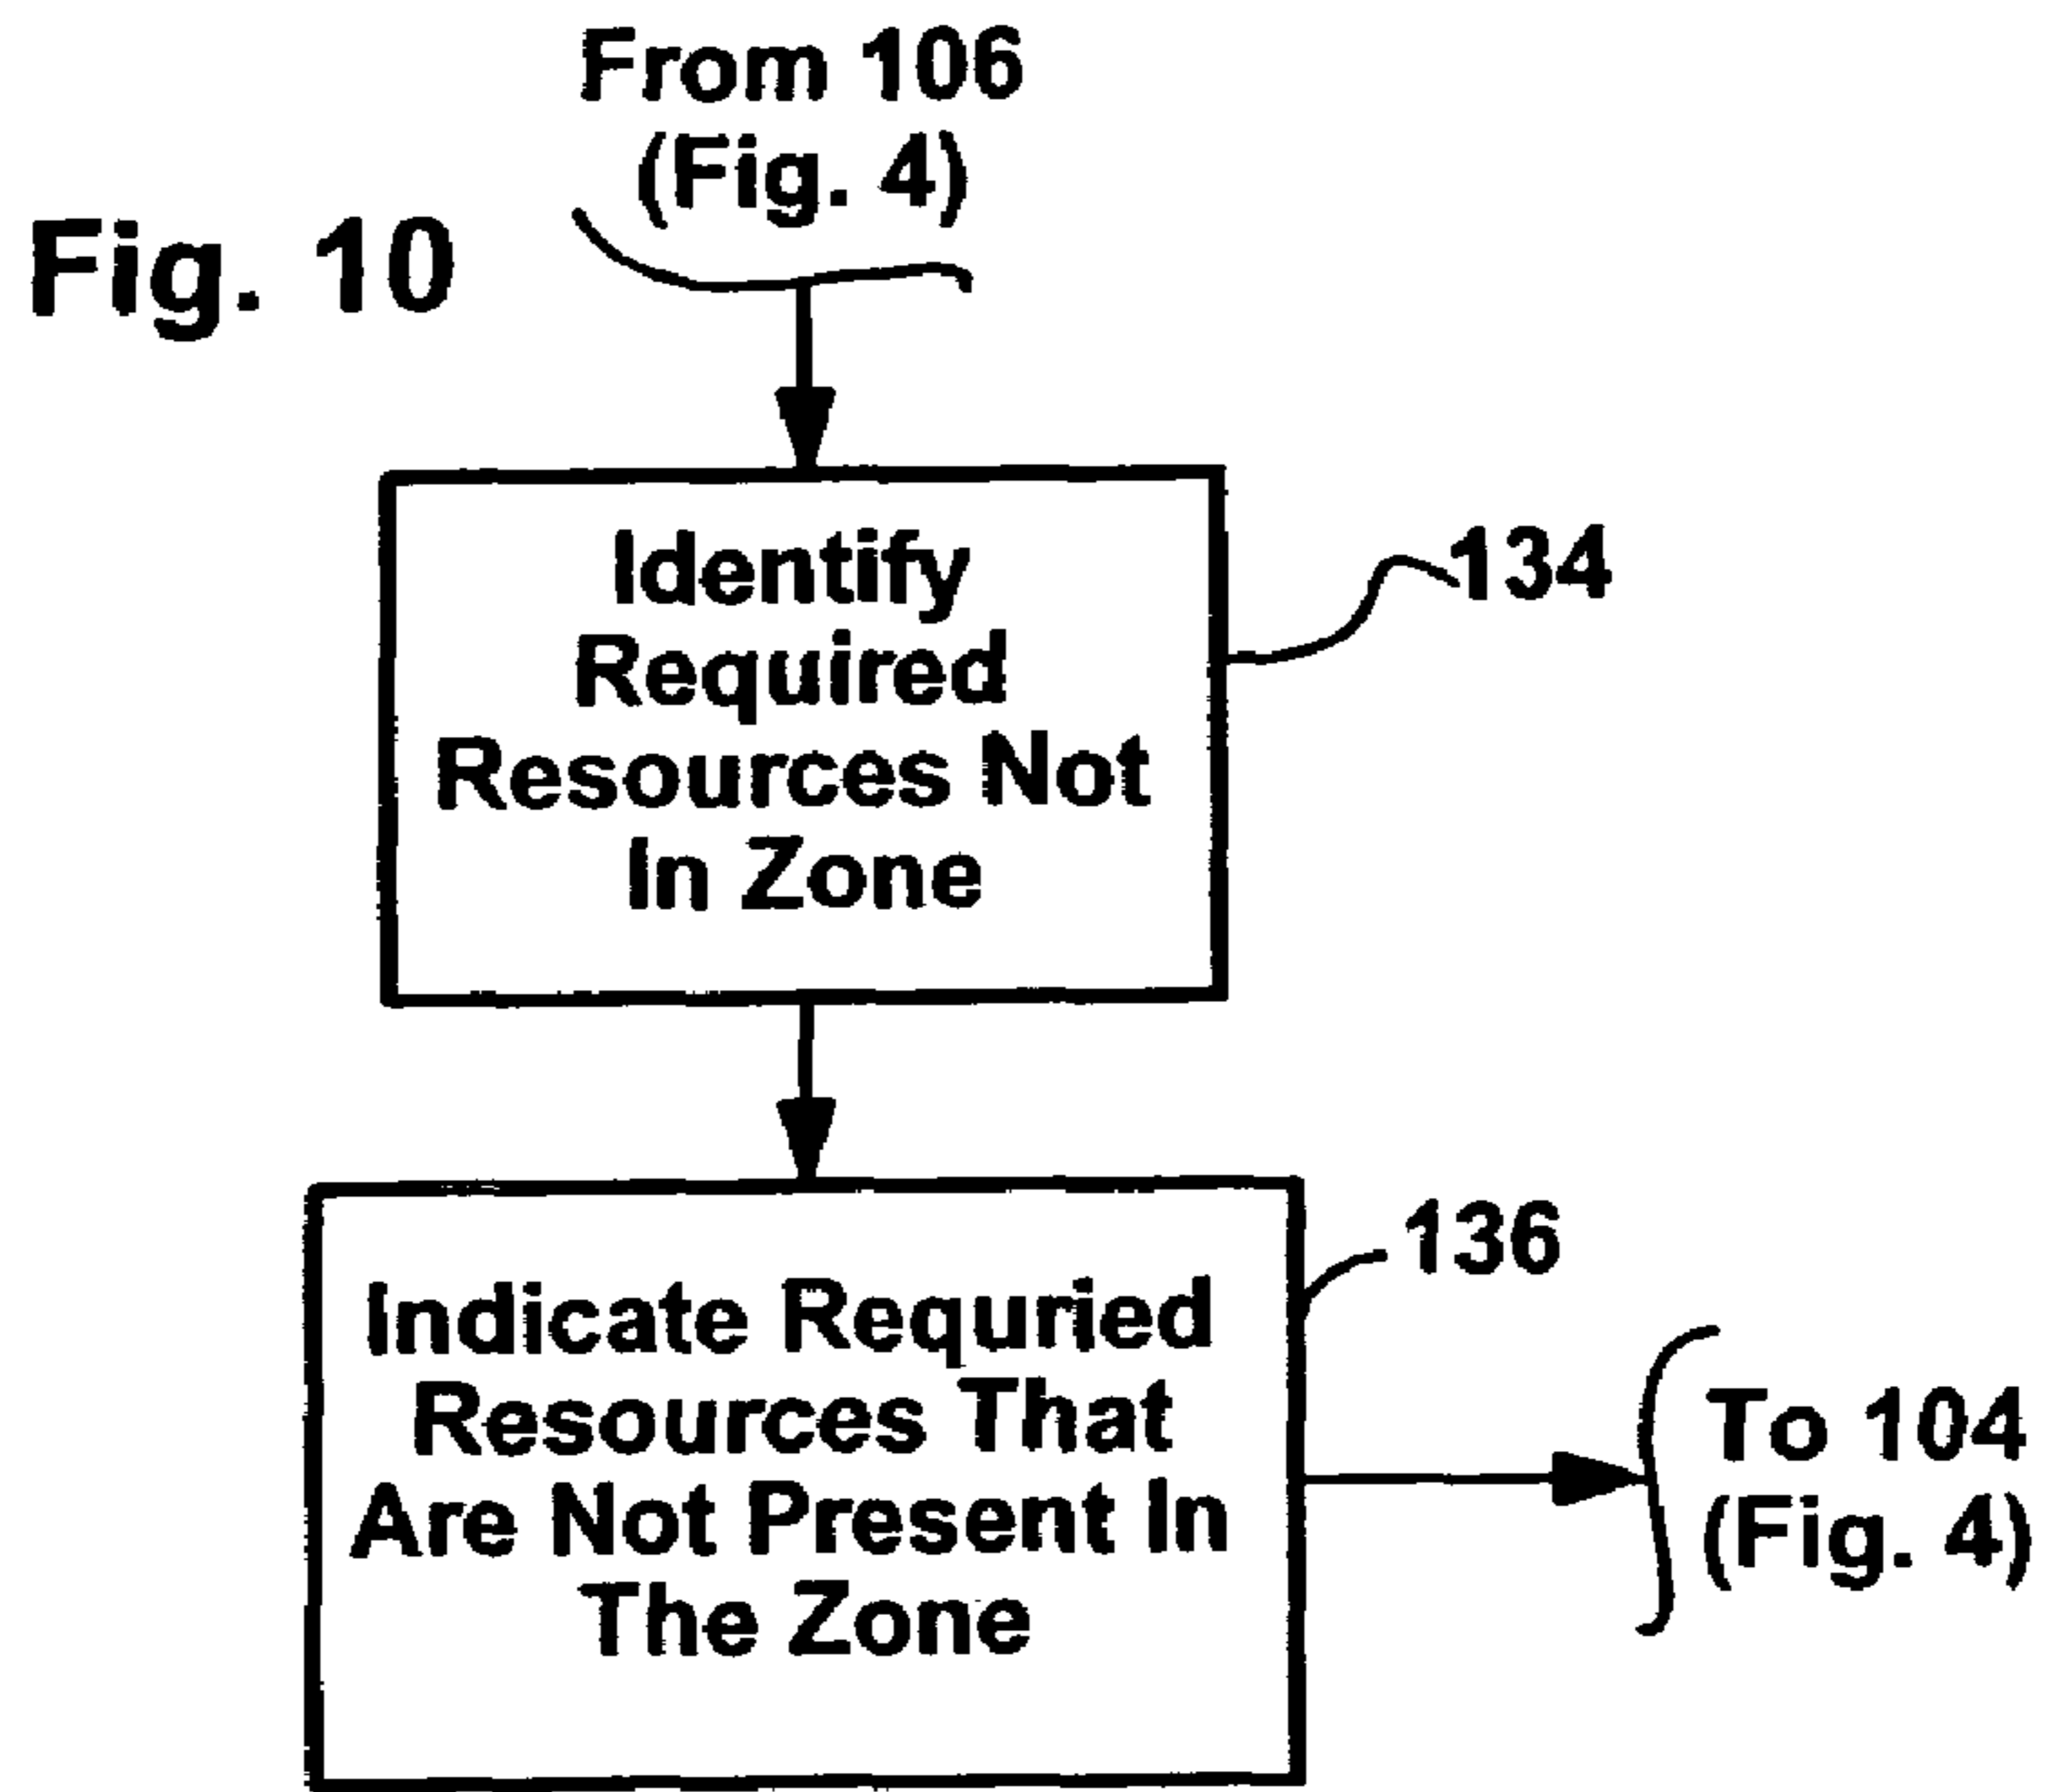 From 106
(Fig. 4)
Fig. 10
Identify
Required
Resources Not
In Zone
134
Indicate Requried
Resources That
Are Not Present In
The Zone
136
To 104
(Fig. 4)